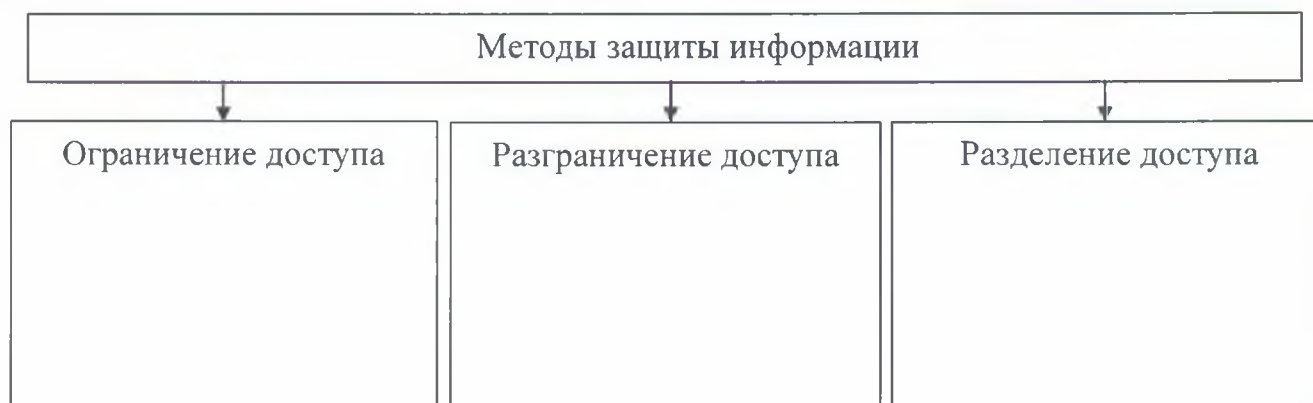 Методы защиты информации
Ограничение доступа
Разграничение доступа
Разделение доступа